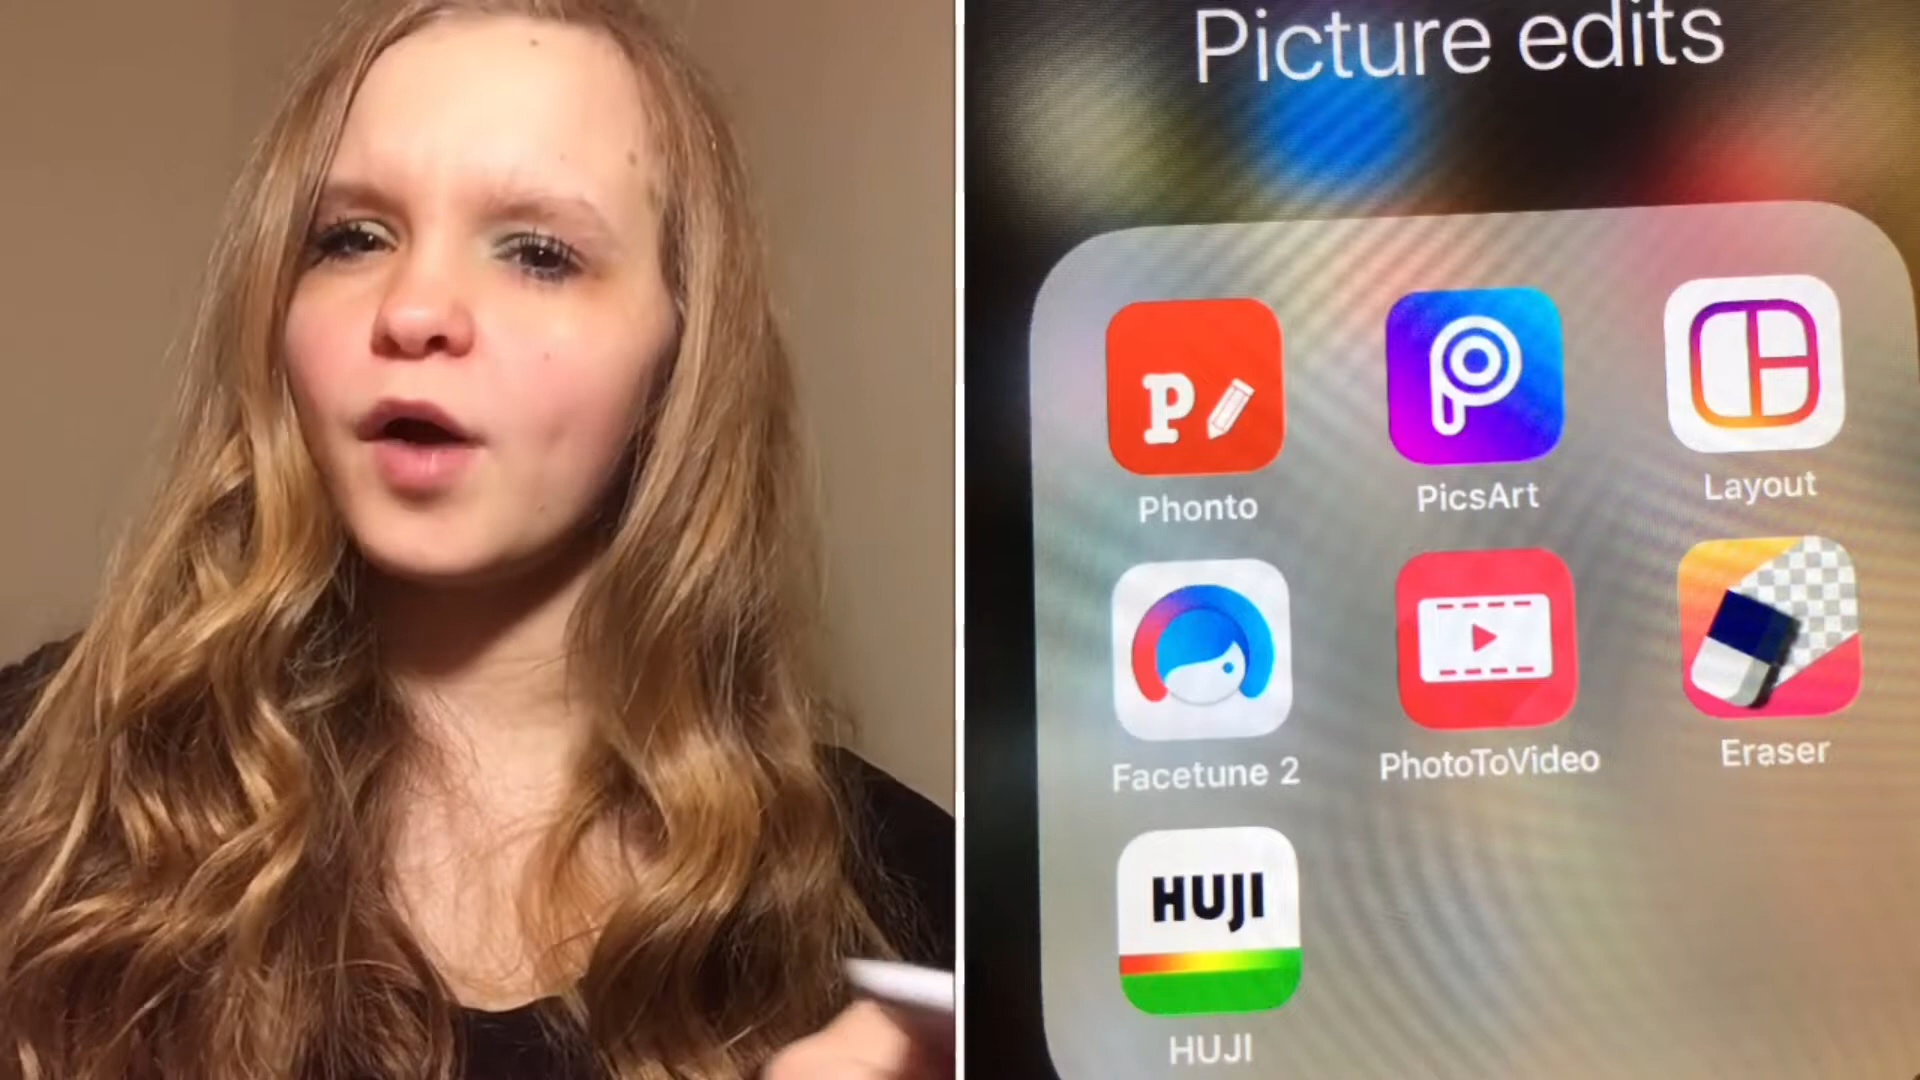 Picture edits
P
Phonto
PicsArt
Layout
Facetune 2
PhotoToVideo
Eraser
HUJI
HUJI